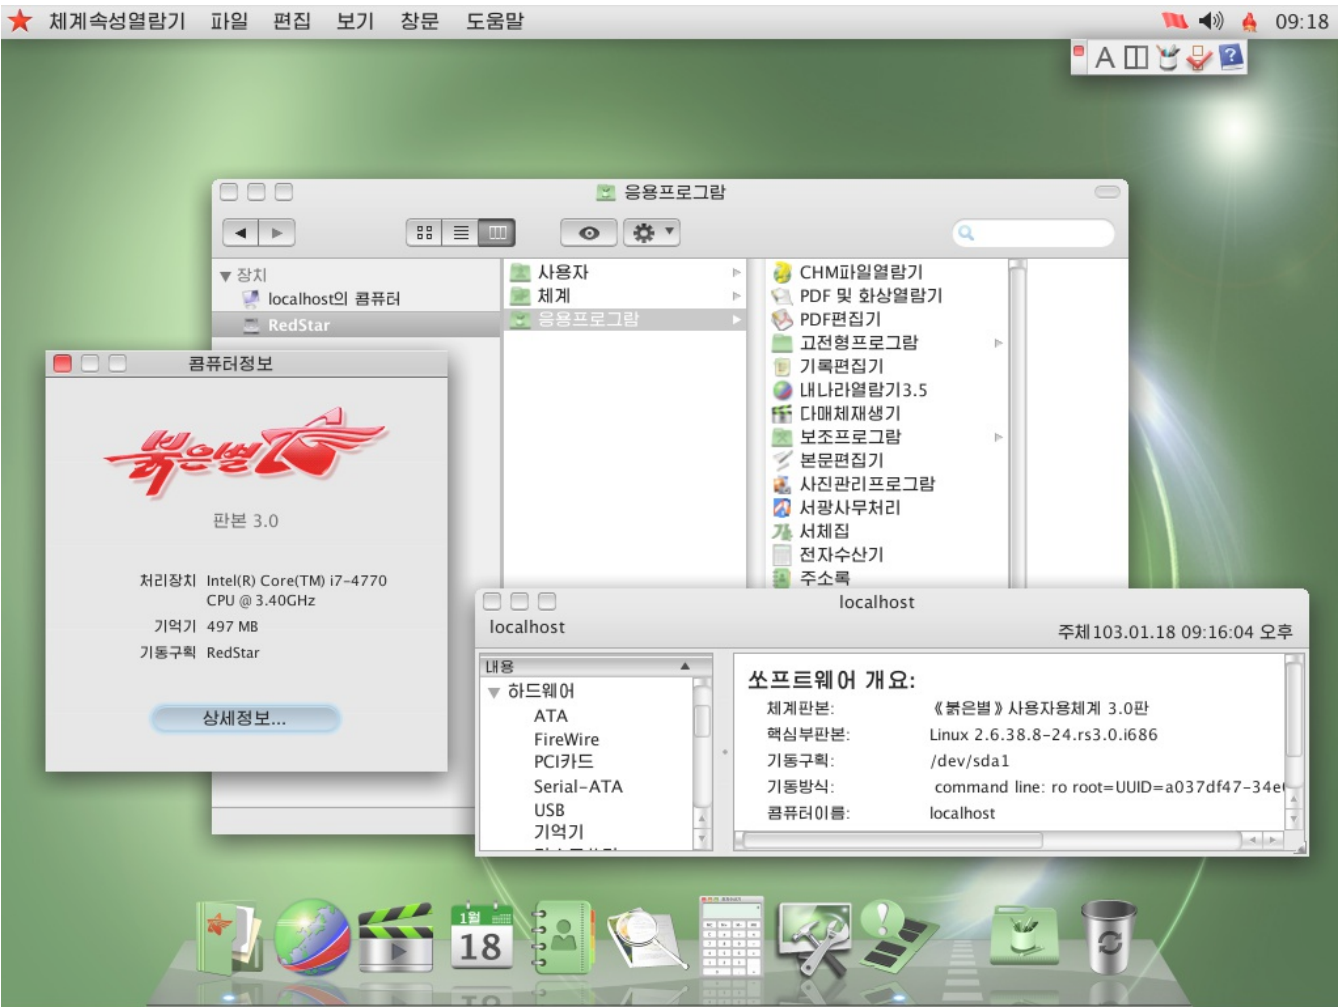 체계속성열람기 파일 편집 보기 창문 도움말 09:18
A
응용프로그람
장치
localhost의 콤퓨터
RedStar
사용자
체계
응용프로그람
CHM파일열람기
PDF 및 화상열람기
PDF편집기
고전형프로그람
기록편집기
내나라열람기3.5
다매체재생기
보조프로그람
본문편집기
사진관리프로그람
서광사무처리
서체집
전자수산기
주소록
콤퓨터정보
붉은별
판본 3.0
처리장치 Intel(R) Core(TM) i7-4770
CPU @ 3.40GHz
기억기 497 MB
기동구획 RedStar
상세정보...
localhost
localhost
주체103.01.18 09:16:04 오후
내용
하드웨어
ATA
FireWire
PCI카드
Serial-ATA
USB
기억기
쏘프트웨어 개요:
체계판본: 《붉은별》사용자용체계 3.0판
핵심부판본: Linux 2.6.38.8-24.rs3.0.i686
기동구획: /dev/sda1
기동방식: command line: ro root=UUID=a037df47-34e
콤퓨터이름: localhost
1월
18